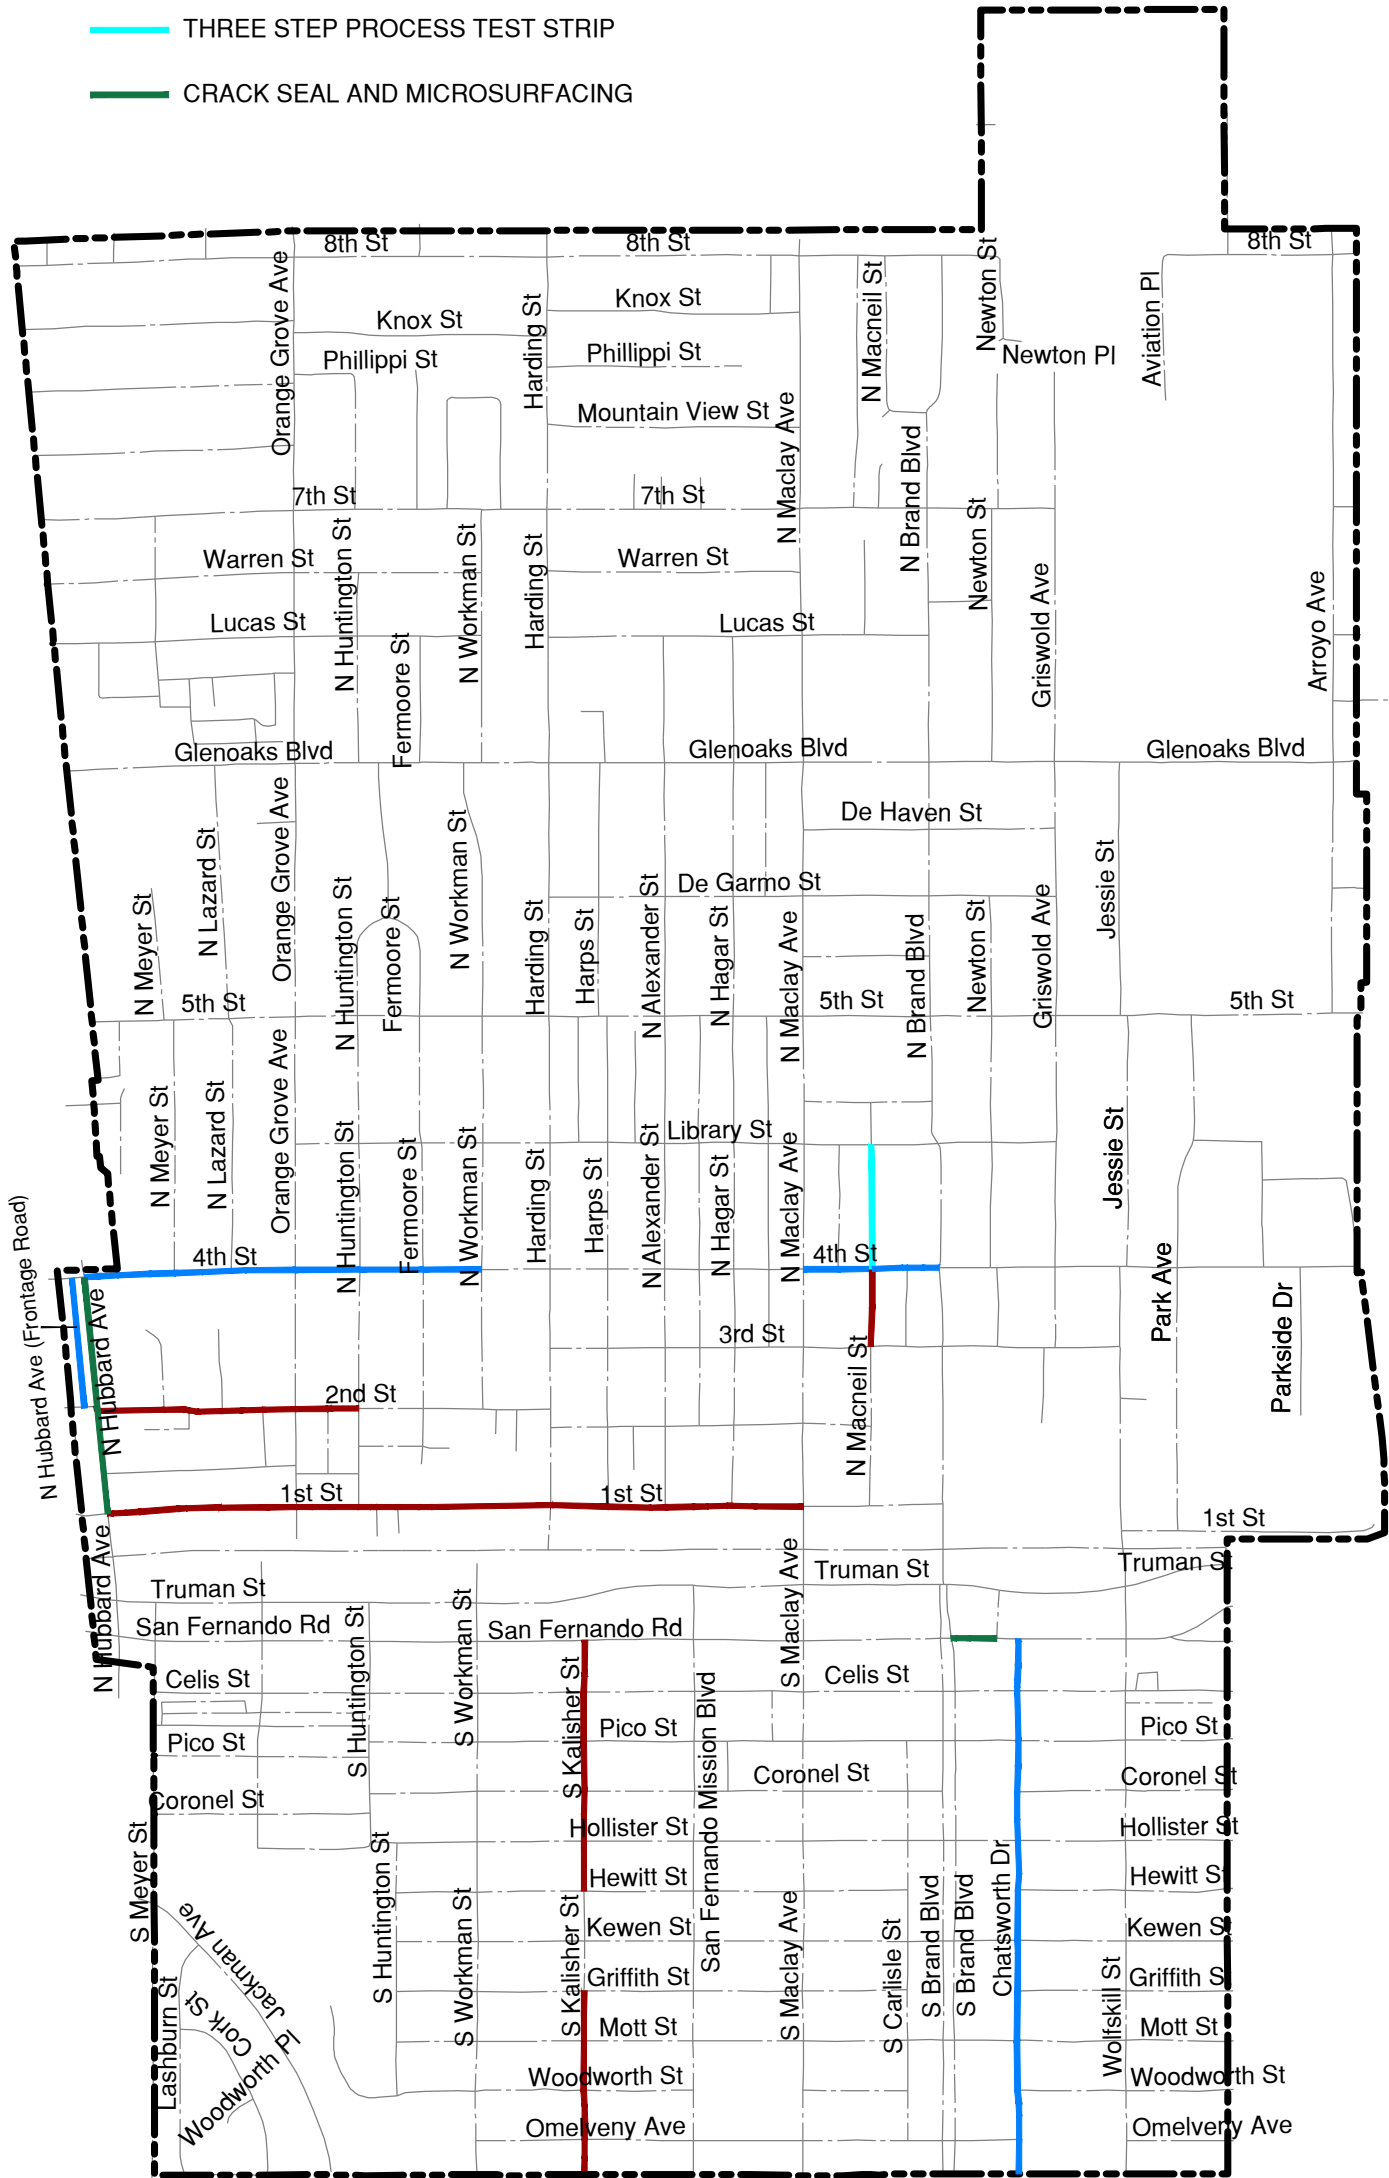 THREE STEP PROCESS TEST STRIP
CRACK SEAL AND MICROSURFACING
8th St
8th St
8th St
Orange Grove Ave
Knox St
Knox St
Harding St
N Macneil St
Newton St
Aviation Pl
Phillippi St
Phillippi St
Newton Pl
Mountain View St
N Maclay Ave
N Brand Blvd
7th St
7th St
Newton St
N Huntington St
N Workman St
Harding St
Warren St
Warren St
Griswold Ave
Arroyo Ave
Lucas St
Lucas St
Fermoore St
Glenoaks Blvd
Glenoaks Blvd
Glenoaks Blvd
Orange Grove Ave
De Haven St
N Lazard St
N Workman St
Jessie St
De Garmo St
N Meyer St
N Huntington St
Fermoore St
Harding St
Harps St
N Alexander St
N Hagar St
N Maclay Ave
N Brand Blvd
Newton St
Griswold Ave
5th St
5th St
5th St
Orange Grove Ave
N Meyer St
N Lazard St
N Huntington St
Fermoore St
N Workman St
Library St
Harding St
Harps St
N Alexander St
N Hagar St
N Maclay Ave
Jessie St
N Hubbard Ave (Frontage Road)
4th St
4th St
Park Ave
Parkside Dr
N Hubbard Ave
3rd St
N Macneil St
2nd St
1st St
1st St
1st St
N Hubbard Ave
Truman St
Truman St
Truman St
S Maclay Ave
San Fernando Rd
San Fernando Rd
S Huntington St
S Workman St
S Kalisher St
Celis St
Celis St
San Fernando Mission Blvd
Pico St
Pico St
Pico St
Coronel St
Coronel St
Coronel St
Hollister St
Hollister St
S Meyer St
S Huntington St
Hewitt St
Hewitt St
S Workman St
S Kalisher St
S Maclay Ave
S Carlisle St
S Brand Blvd
S Brand Blvd
Chatsworth Dr
Kewen St
Kewen St
Jackman Ave
Griffith St
Griffith S
Wolfskill St
Lashburn St
Cork St
Mott St
Mott St
Woodworth Pl
Woodworth St
Woodworth St
Omelveny Ave
Omelveny Ave